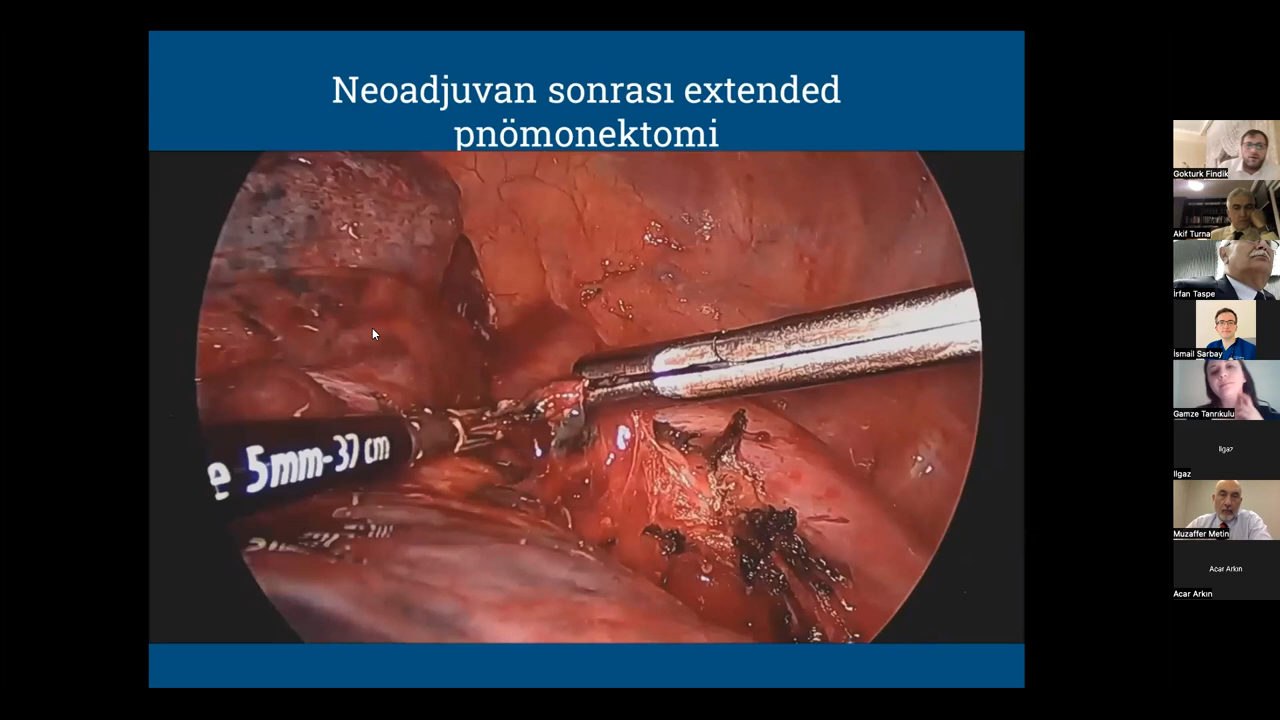 Neoadjuvan sonrası extended
pnömonektomi
e 5mm-37 cm
Gokturk Findik
Akif Turna
İrfan Taspe
İsmail Sarbay
Gamze Tanrıkulu
Ilgaz
Ilgaz
Muzaffer Metin
Acar Arkın
Acar Arkın